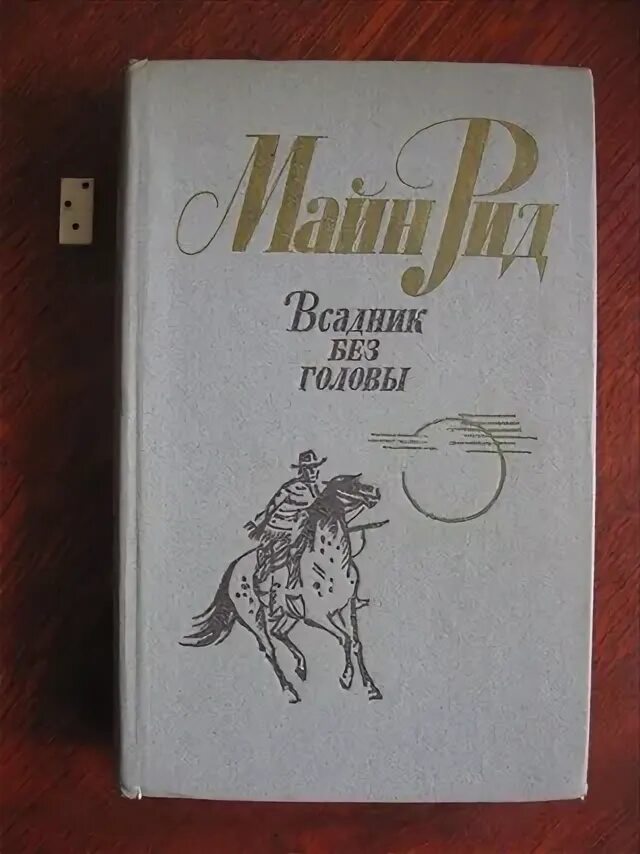 Майн Рид
Всадник
без
головы